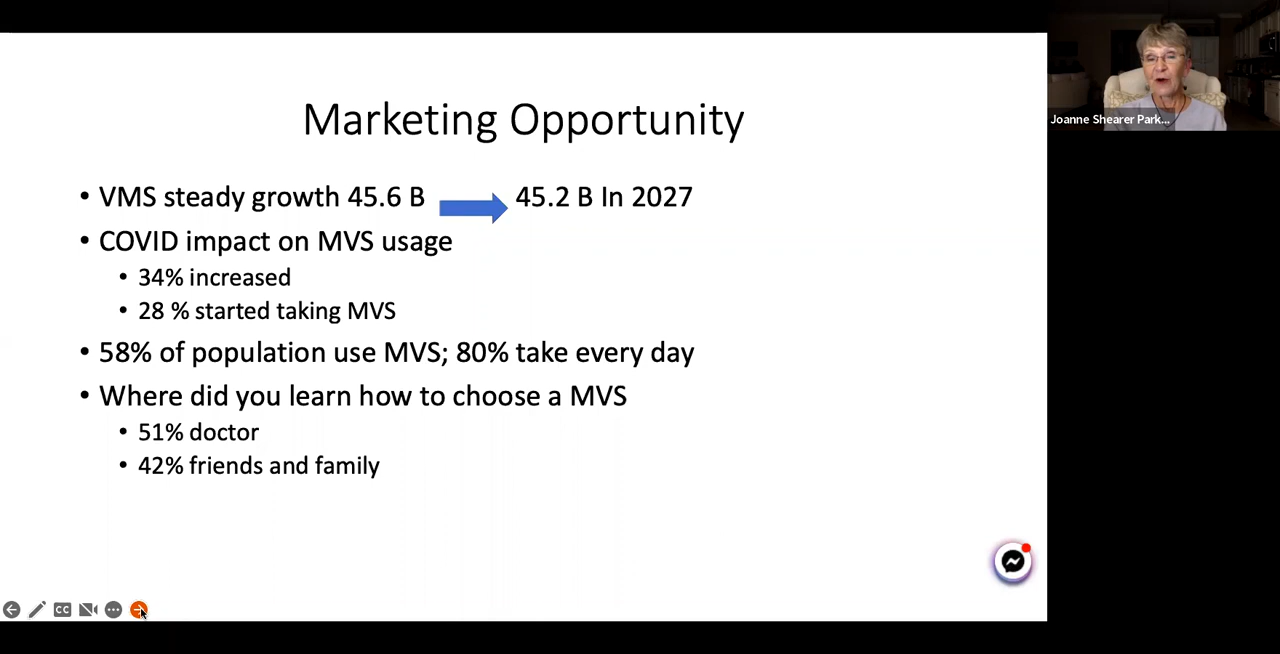 Marketing Opportunity
• VMS steady growth 45.6 B 45.2 B In 2027
• COVID impact on MVS usage
• 34% increased
• 28 % started taking MVS
• 58% of population use MVS; 80% take every day
• Where did you learn how to choose a MVS
• 51% doctor
• 42% friends and family
Joanne Shearer Park...
CC